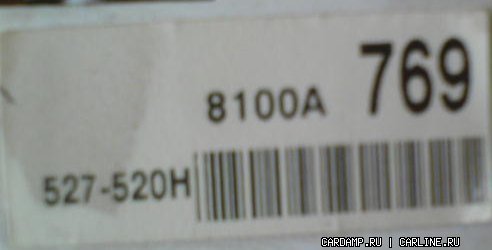 8100A 769
527-520H
CARDAMP.RU | CARLINE.RU